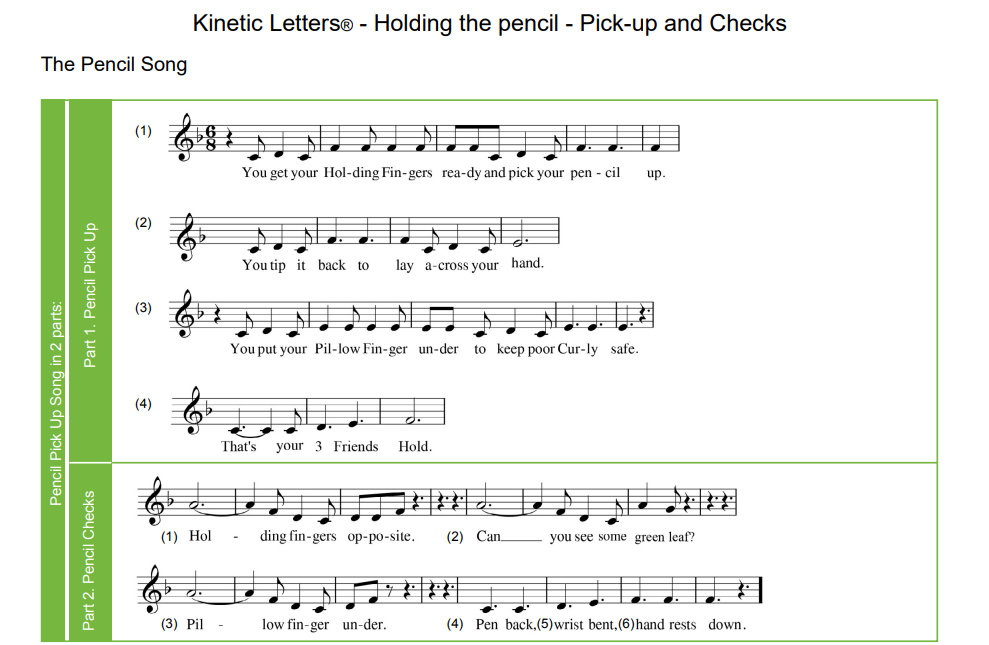 Kinetic Letters® - Holding the pencil - Pick-up and Checks
The Pencil Song
Pencil Pick Up Song in 2 parts:
Part 1. Pencil Pick Up
(1)
6
8
You get your Hol-ding Fin-gers rea-dy and pick your pen - cil up.
(2)
You tip it back to lay a-cross your hand.
(3)
You put your Pil-low Fin-ger un-der to keep poor Cur-ly safe.
(4)
That's your 3 Friends Hold.
Part 2. Pencil Checks
(1) Hol - ding fin-gers op-po-site. (2) Can____ you see some green leaf?
(3) Pil - low fin-ger un-der. (4) Pen back,(5)wrist bent,(6)hand rests down.